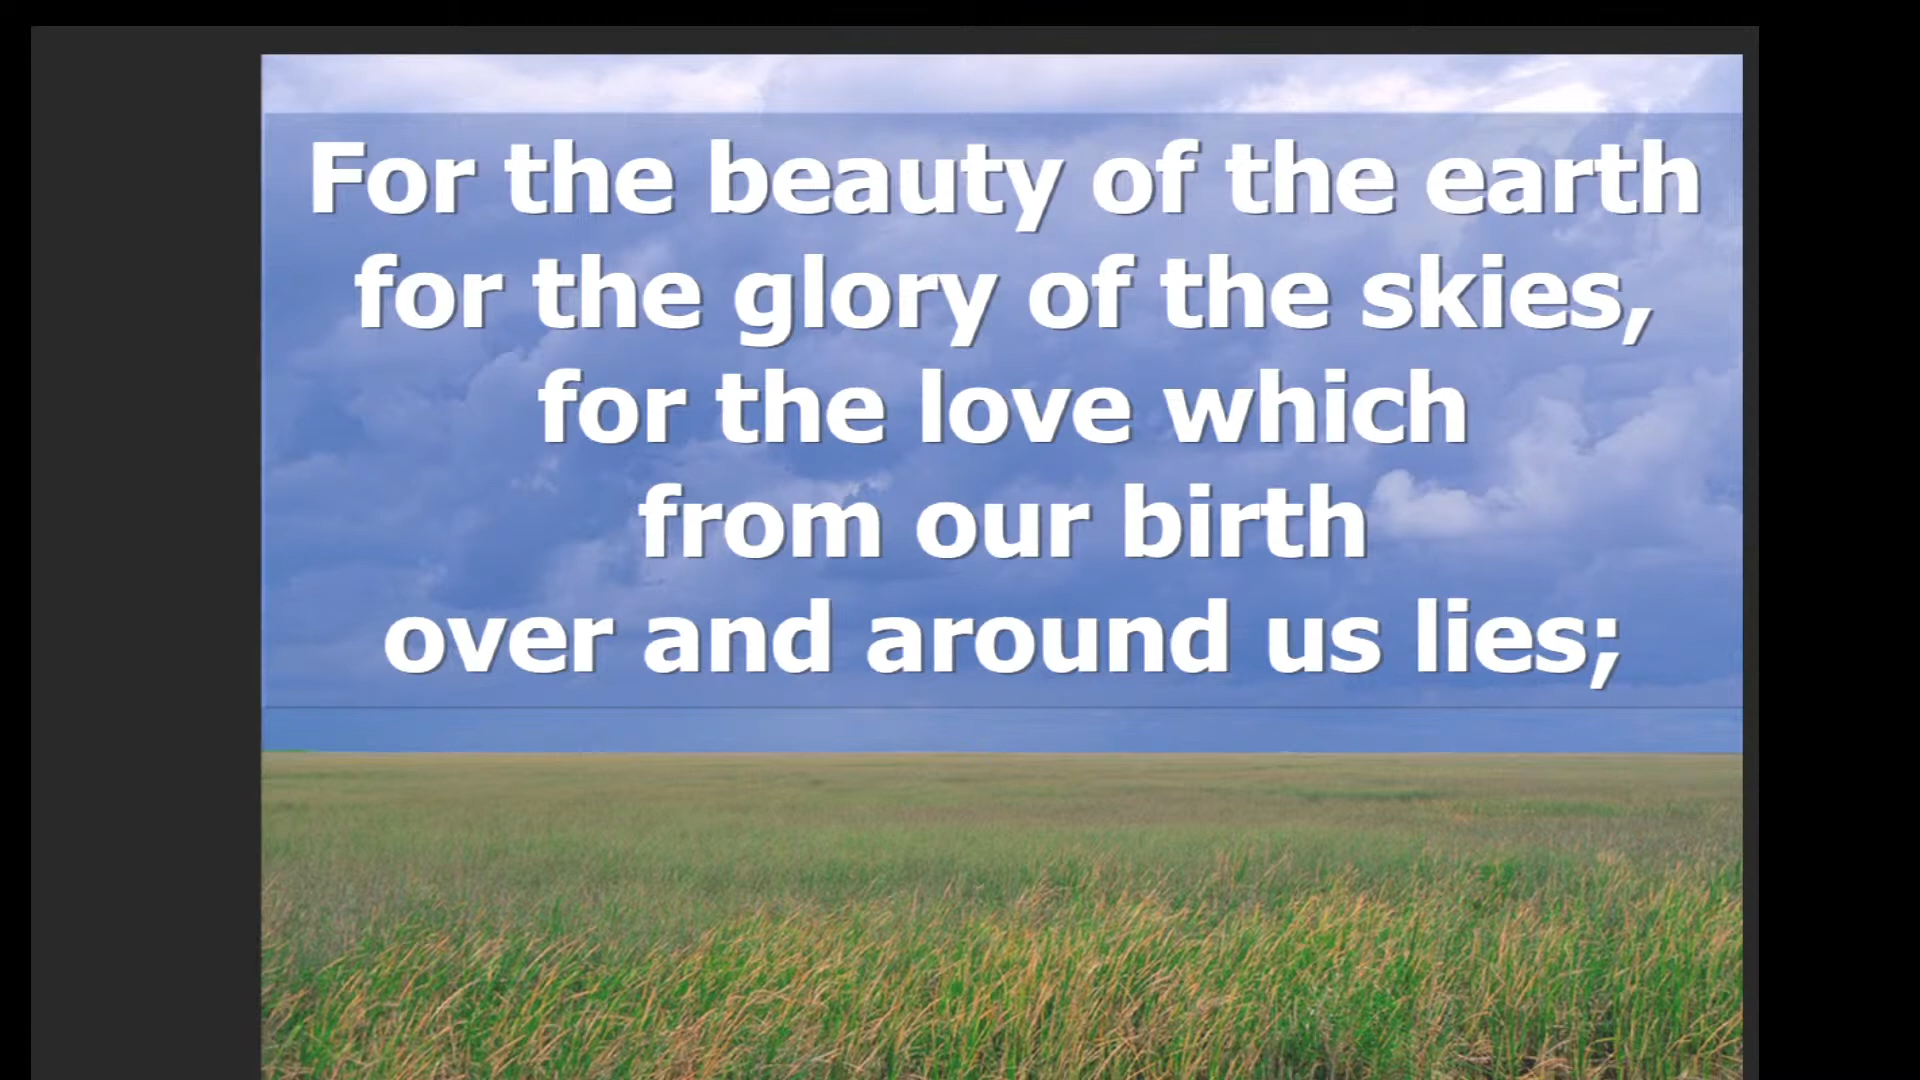 For the beauty of the earth
for the glory of the skies,
for the love which
from our birth
over and around us lies;